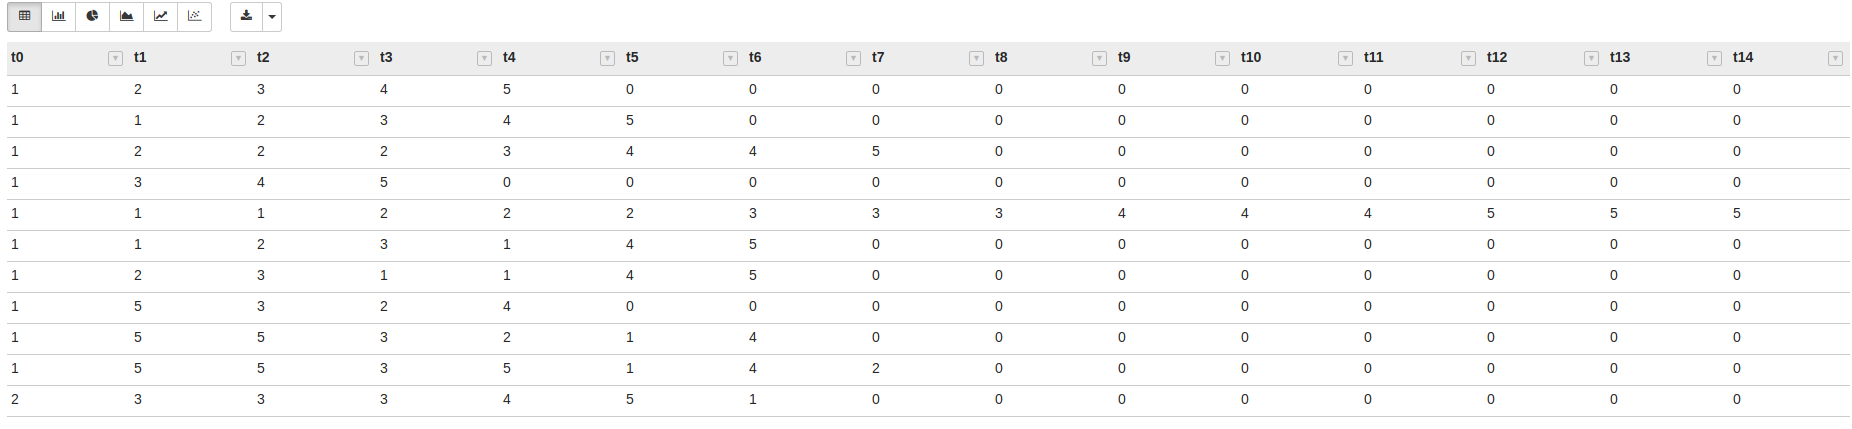 t0 t1 t2 t3 t4 t5 t6 t7 t8 t9 t10 t11 t12 t13 t14
1 2 3 4 5 0 0 0 0 0 0 0 0 0 0
1 1 2 3 4 5 0 0 0 0 0 0 0 0 0
1 2 2 2 3 4 4 5 0 0 0 0 0 0 0
1 3 4 5 0 0 0 0 0 0 0 0 0 0 0
1 1 1 2 2 2 3 3 3 4 4 4 5 5 5
1 1 2 3 1 4 5 0 0 0 0 0 0 0 0
1 2 3 1 1 4 5 0 0 0 0 0 0 0 0
1 5 3 2 4 0 0 0 0 0 0 0 0 0 0
1 5 5 3 2 1 4 0 0 0 0 0 0 0 0
1 5 5 3 5 1 4 2 0 0 0 0 0 0 0
2 3 3 3 4 5 1 0 0 0 0 0 0 0 0